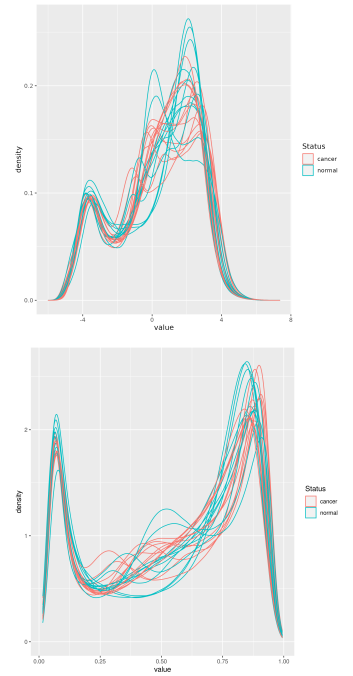 0.2
0.1
0.0
density
-4
0
4
8
value
Status
cancer
normal
2
1
0
density
0.00
0.25
0.50
0.75
1.00
value
Status
cancer
normal